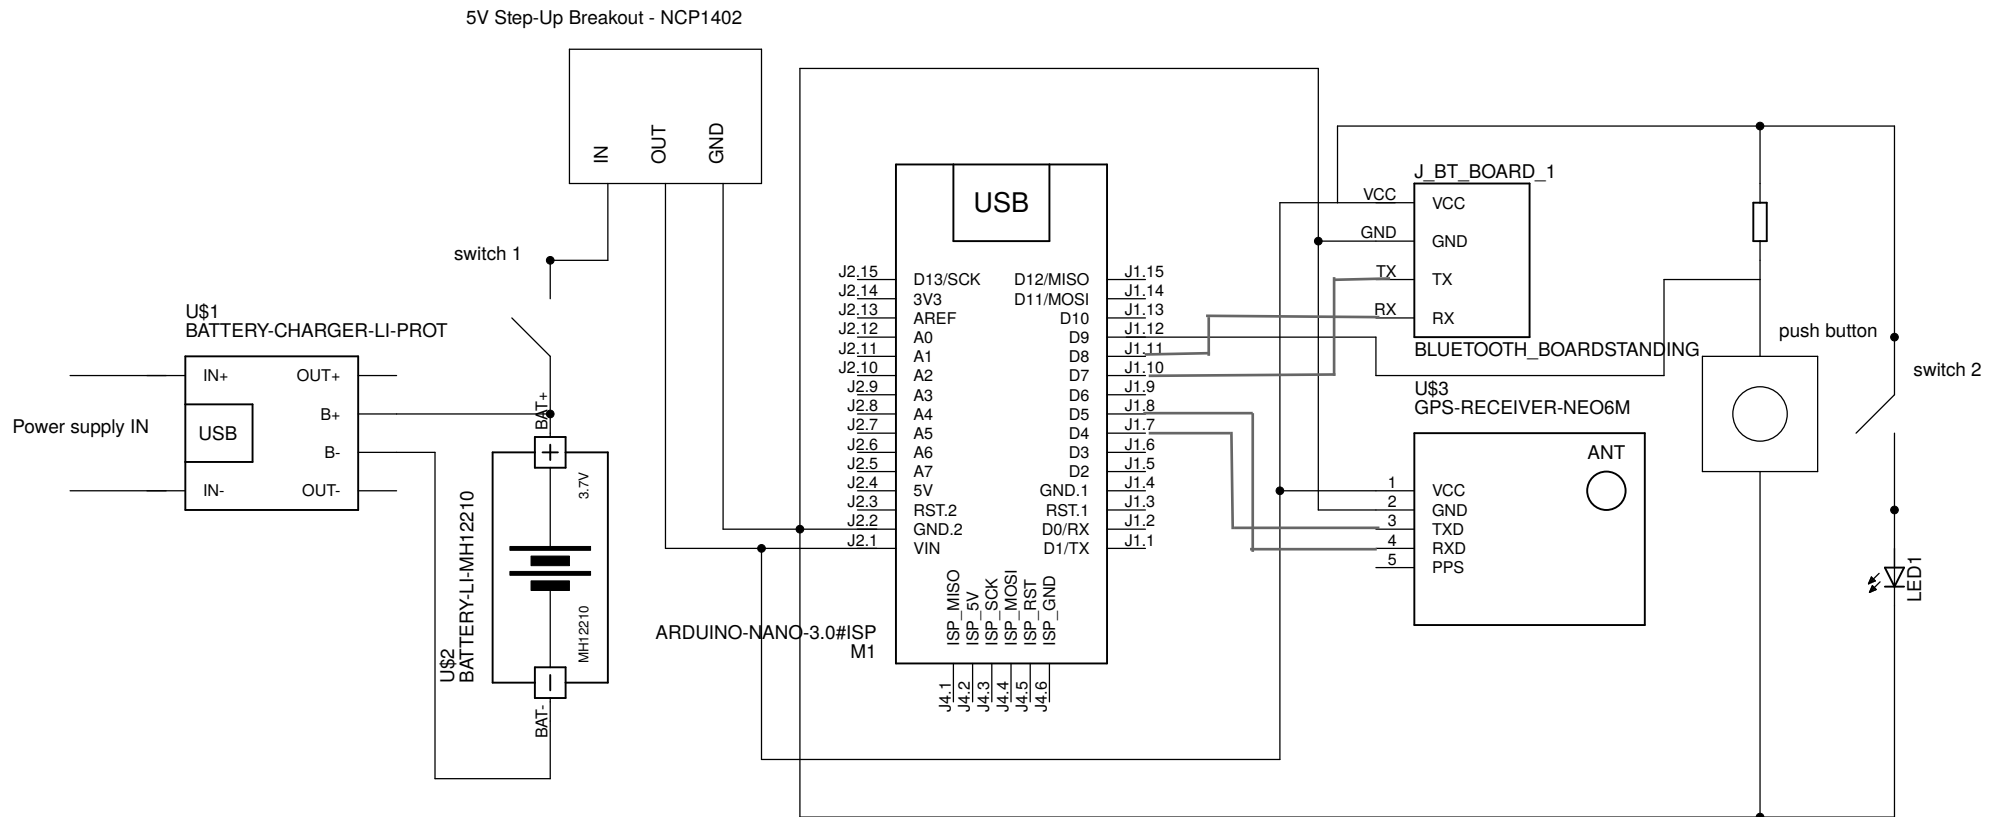 5V Step-Up Breakout - NCP1402
IN
OUT
GND
switch 1
U$1
BATTERY-CHARGER-LI-PROT
IN+
OUT+
B+
USB
B-
IN-
OUT-
Power supply IN
BAT+
3.7V
MH12210
BAT-
U$2
BATTERY-LI-MH12210
USB
J2.15 D13/SCK D12/MISO J1.15
J2.14 3V3 D11/MOSI J1.14
J2.13 AREF D10 J1.13
J2.12 A0 D9 J1.12
J2.11 A1 D8 J1.11
J2.10 A2 D7 J1.10
J2.9 A3 D6 J1.9
J2.8 A4 D5 J1.8
J2.7 A5 D4 J1.7
J2.6 A6 D3 J1.6
J2.5 A7 D2 J1.5
J2.4 5V GND.1 J1.4
J2.3 RST.2 RST.1 J1.3
J2.2 GND.2 D0/RX J1.2
J2.1 VIN D1/TX J1.1
ISP_MISO
ISP_5V
ISP_SCK
ISP_MOSI
ISP_RST
ISP_GND
ARDUINO-NANO-3.0#ISP
M1
J4.1
J4.2
J4.3
J4.4
J4.5
J4.6
J_BT_BOARD_1
VCC VCC
GND GND
TX TX
RX RX
BLUETOOTH_BOARDSTANDING
U$3
GPS-RECEIVER-NEO6M
ANT
1 VCC
2 GND
3 TXD
4 RXD
5 PPS
push button
switch 2
LED1